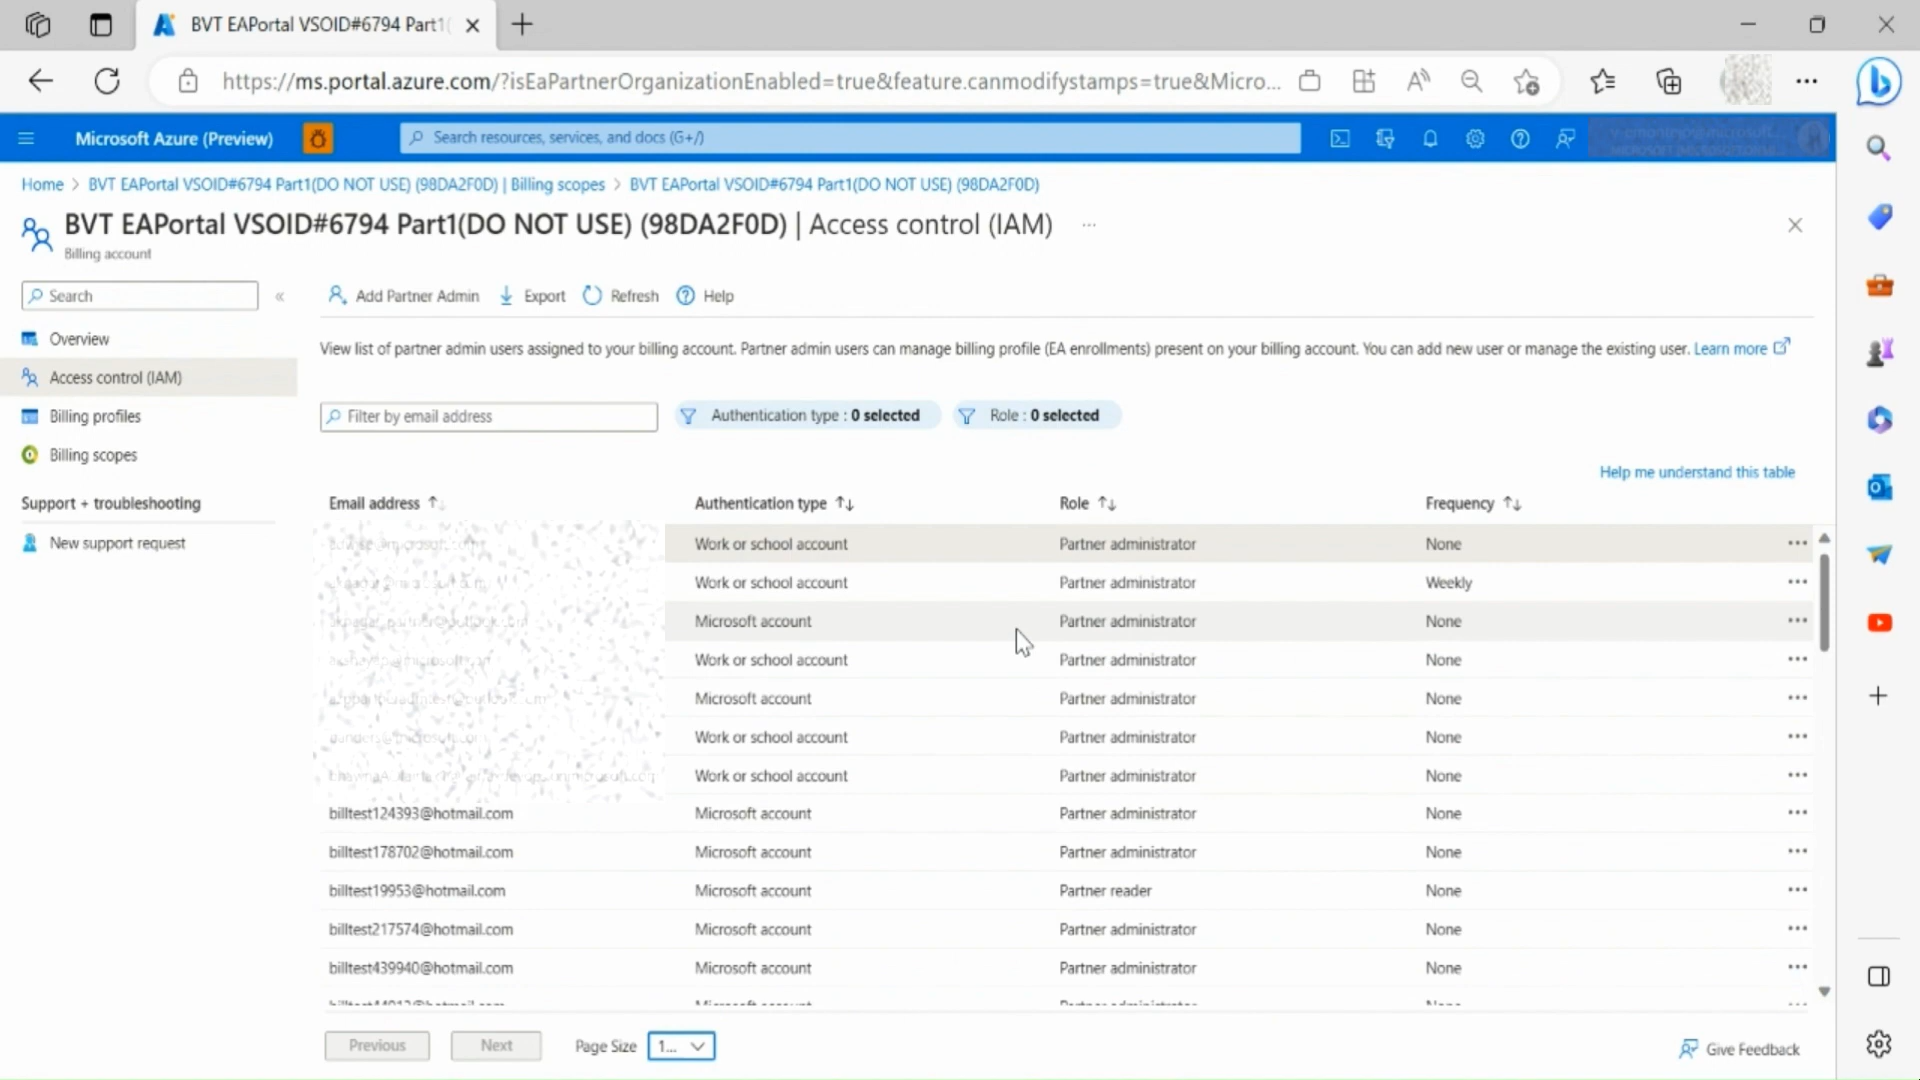 BVT EAPortal VSOID#6794 Part1(
https://ms.portal.azure.com/?isEaPartnerOrganizationEnabled=true&feature.canmodifystamps=true&Micro...
Microsoft Azure (Preview)
Search resources, services, and docs (G+/)
Home > BVT EAPortal VSOID#6794 Part1(DO NOT USE) (98DA2F0D) | Billing scopes > BVT EAPortal VSOID#6794 Part1(DO NOT USE) (98DA2F0D)
BVT EAPortal VSOID#6794 Part1(DO NOT USE) (98DA2F0D) | Access control (IAM) ...
Billing account
Search «
Add Partner Admin Export Refresh Help
Overview
Access control (IAM)
Billing profiles
Billing scopes
Support + troubleshooting
New support request
View list of partner admin users assigned to your billing account. Partner admin users can manage billing profile (EA enrollments) present on your billing account. You can add new user or manage the existing user. Learn more
Filter by email address Authentication type : 0 selected Role : 0 selected
Help me understand this table
Email address Authentication type Role Frequency
Work or school account Partner administrator None
Work or school account Partner administrator Weekly
Microsoft account Partner administrator None
Work or school account Partner administrator None
Microsoft account Partner administrator None
Work or school account Partner administrator None
Work or school account Partner administrator None
billtest124393@hotmail.com Microsoft account Partner administrator None
billtest178702@hotmail.com Microsoft account Partner administrator None
billtest19953@hotmail.com Microsoft account Partner reader None
billtest217574@hotmail.com Microsoft account Partner administrator None
billtest439940@hotmail.com Microsoft account Partner administrator None
Previous Next Page Size 1...
Give Feedback